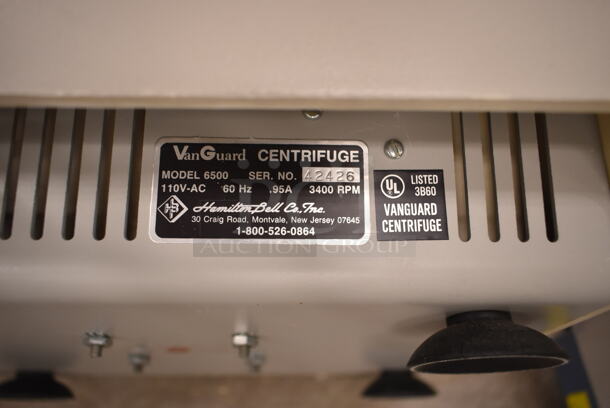 VanGuard CENTRIFUGE
MODEL 6500 SER. NO. 42426
110V-AC 60 Hz .95A 3400 RPM
Hamilton Bell Co. Inc.
30 Craig Road, Montvale, New Jersey 07645
1-800-526-0864
UL LISTED
3B60
VANGUARD
CENTRIFUGE
AUCTION GROUP